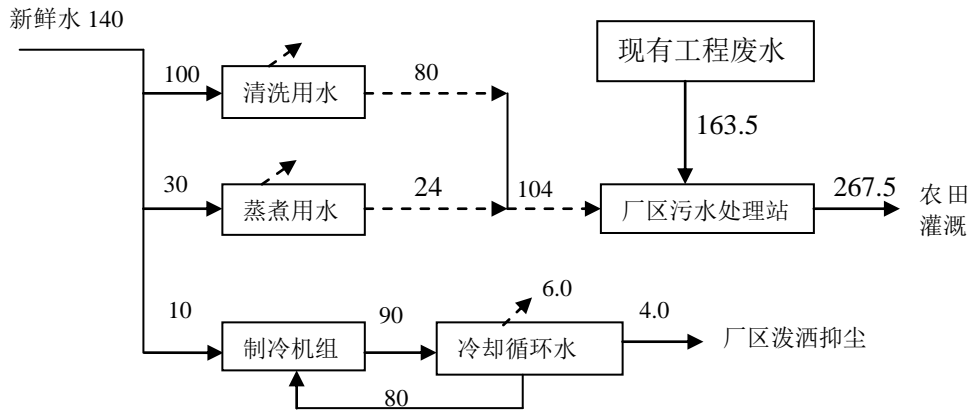 新鲜水 140
现有工程废水
100
清洗用水
80
163.5
30
蒸煮用水
24
104
厂区污水处理站
267.5
农田
灌溉
10
制冷机组
90
冷却循环水
6.0
4.0
厂区泼洒抑尘
80